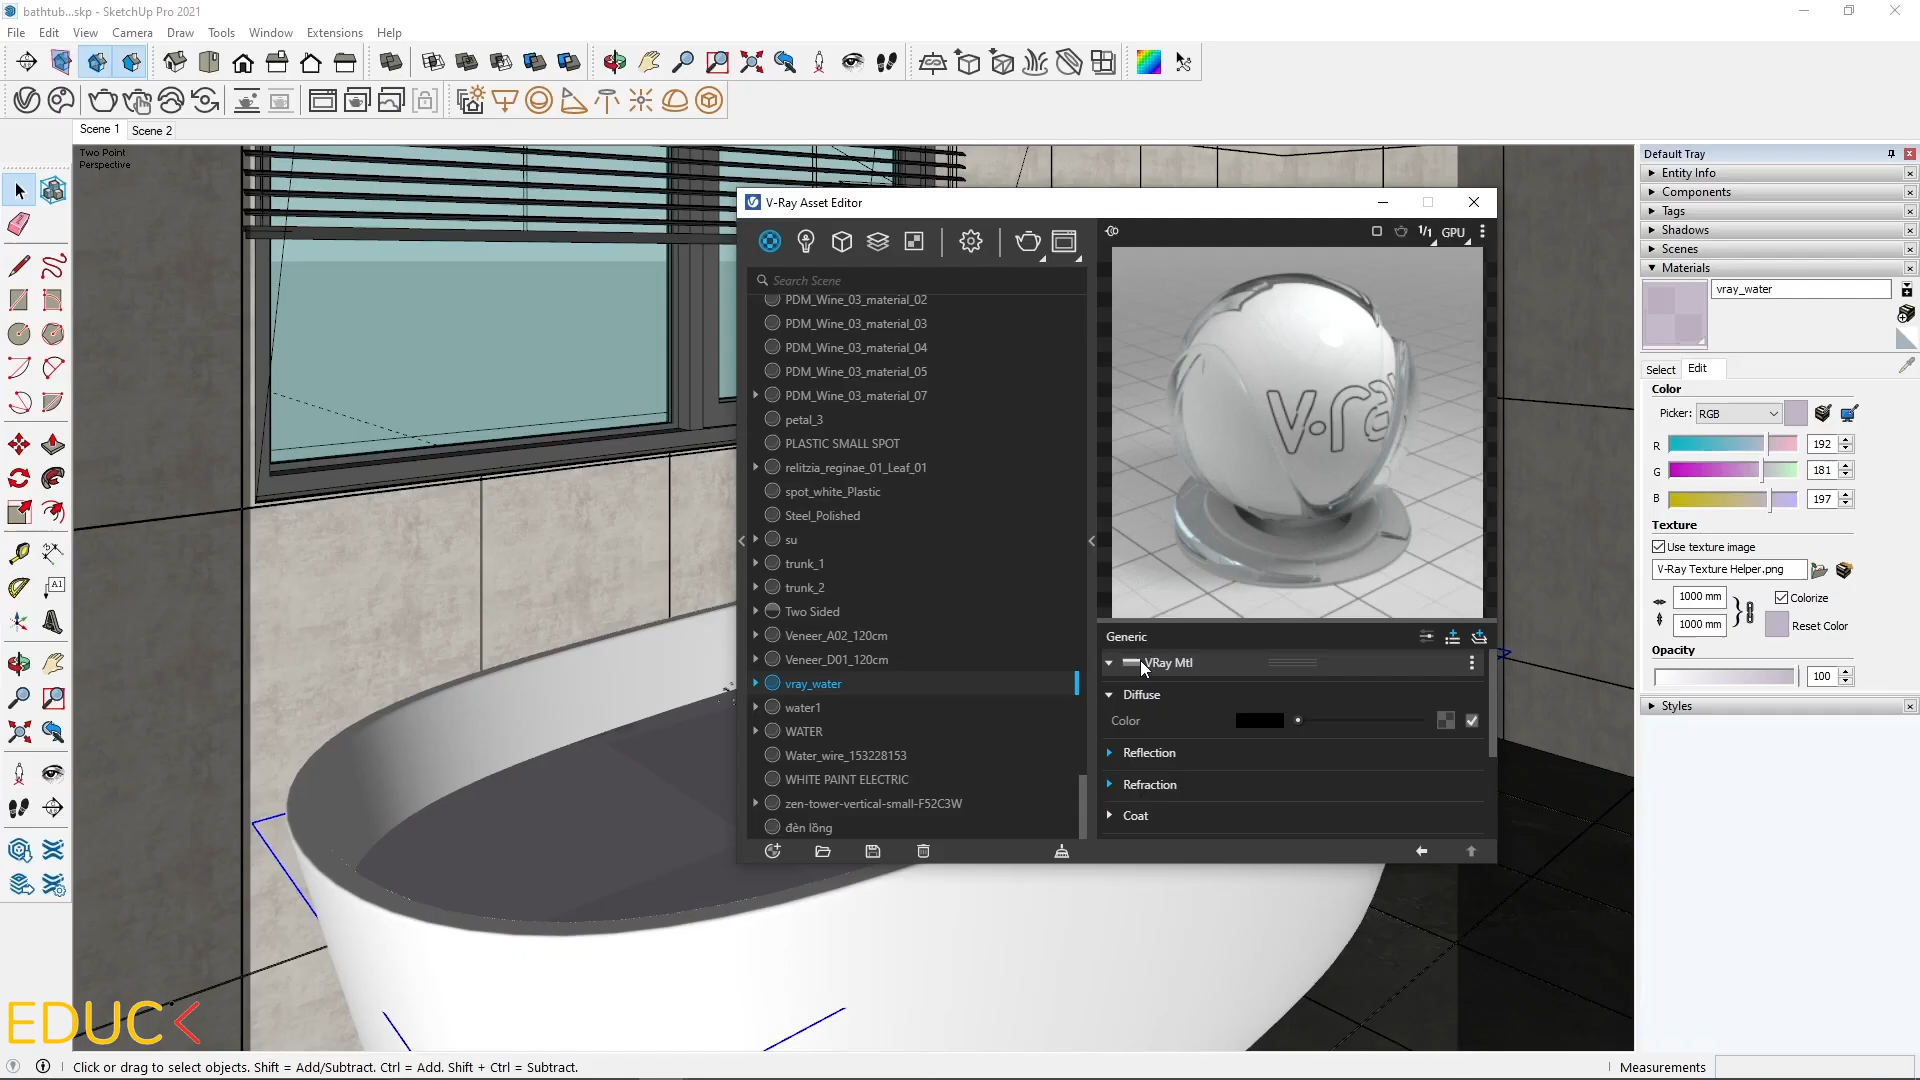 bathtub...skp - SketchUp Pro 2021
File Edit View Camera Draw Tools Window Extensions Help
Scene 1 Scene 2
Two Point
Perspective
V-Ray Asset Editor
1/1 GPU
Search Scene
PDM_Wine_03_material_02
PDM_Wine_03_material_03
PDM_Wine_03_material_04
PDM_Wine_03_material_05
PDM_Wine_03_material_07
petal_3
PLASTIC SMALL SPOT
relitzia_reginae_01_Leaf_01
spot_white_Plastic
Steel_Polished
su
trunk_1
trunk_2
Two Sided
Veneer_A02_120cm
Veneer_D01_120cm
vray_water
water1
WATER
Water_wire_153228153
WHITE PAINT ELECTRIC
zen-tower-vertical-small-F52C3W
đèn lồng
v-ray
Generic
VRay Mtl
Diffuse
Color
Reflection
Refraction
Coat
Default Tray
Entity Info
Components
Tags
Shadows
Scenes
Materials
vray_water
Select Edit
Color
Picker: RGB
R 192
G 181
B 197
Texture
Use texture image
V-Ray Texture Helper.png
1000 mm Colorize
1000 mm Reset Color
Opacity
100
Styles
A1
EDUC
Click or drag to select objects. Shift = Add/Subtract. Ctrl = Add. Shift + Ctrl = Subtract.
Measurements